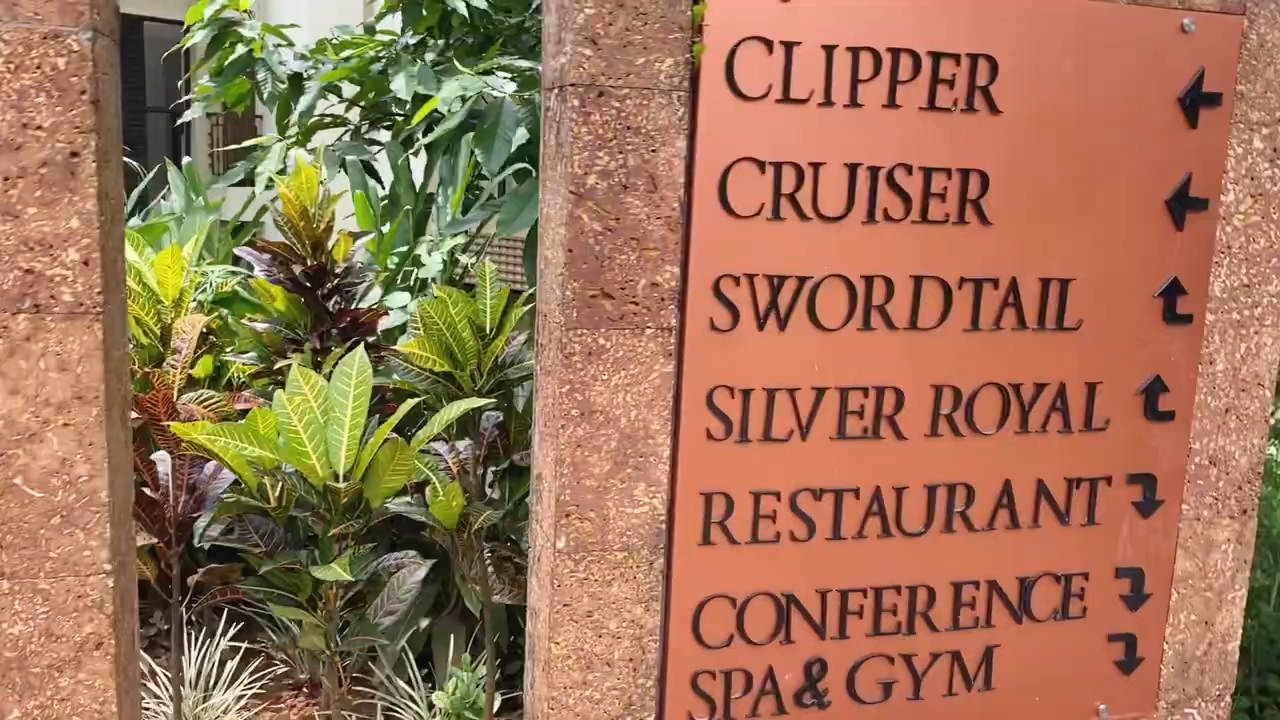 CLIPPER
CRUISER
SWORDTAIL
SILVER ROYAL
RESTAURANT
CONFERENCE
SPA & GYM